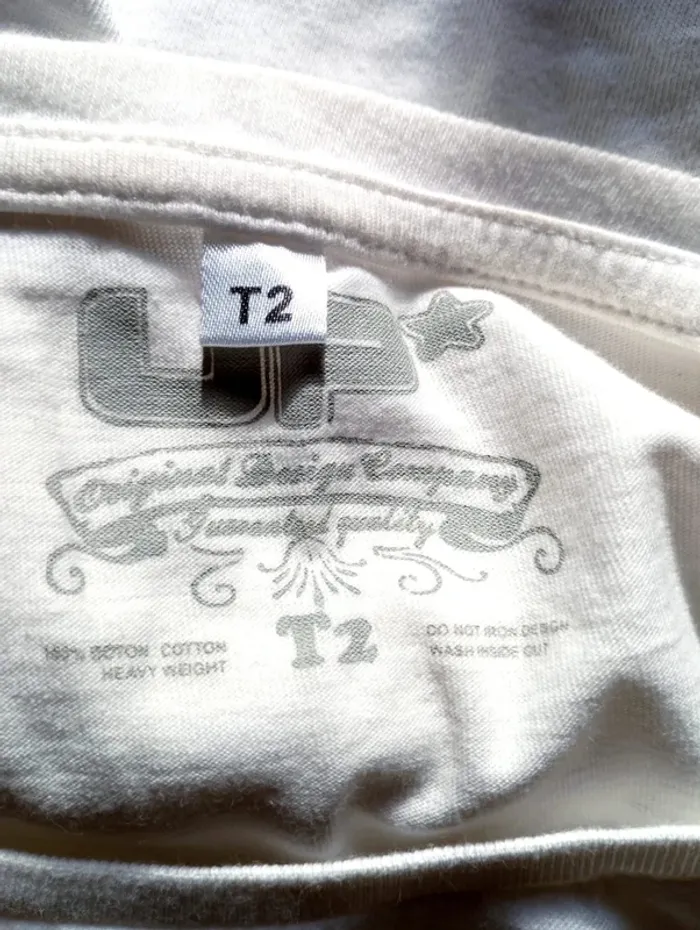 T2
UP
Original Design Company
Guaranteed quality
T2
100% COTON COTTON
HEAVY WEIGHT
DO NOT IRON DESIGN
WASH INSIDE OUT